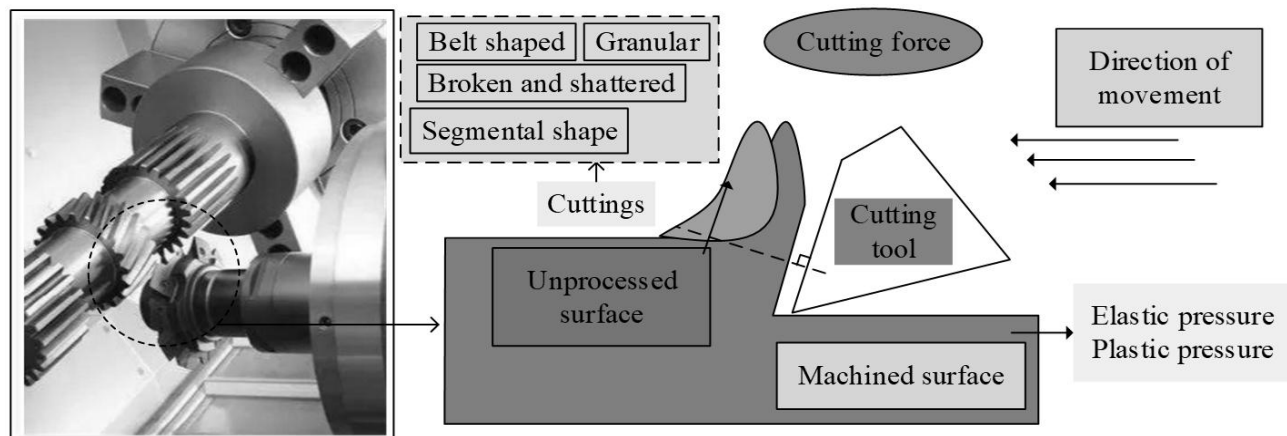 Belt shaped
Granular
Broken and shattered
Segmental shape
Cuttings
Cutting force
Direction of
movement
Cutting
tool
Unprocessed
surface
Machined surface
Elastic pressure
Plastic pressure